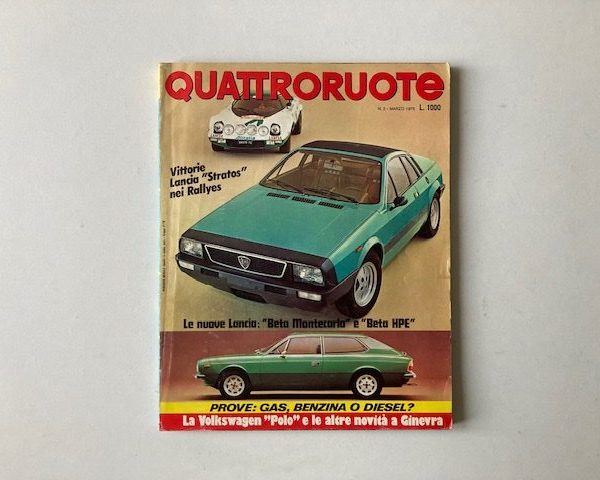 QUATTRORUOTe
N. 3 - MARZO 1975 L. 1000
Vittorie
Lancia "Stratos"
nei Rallyes
Le nuove Lancia: "Beta Montecarlo" e "Beta HPE"
PROVE: GAS, BENZINA O DIESEL?
La Volkswagen "Polo" e le altre novità a Ginevra